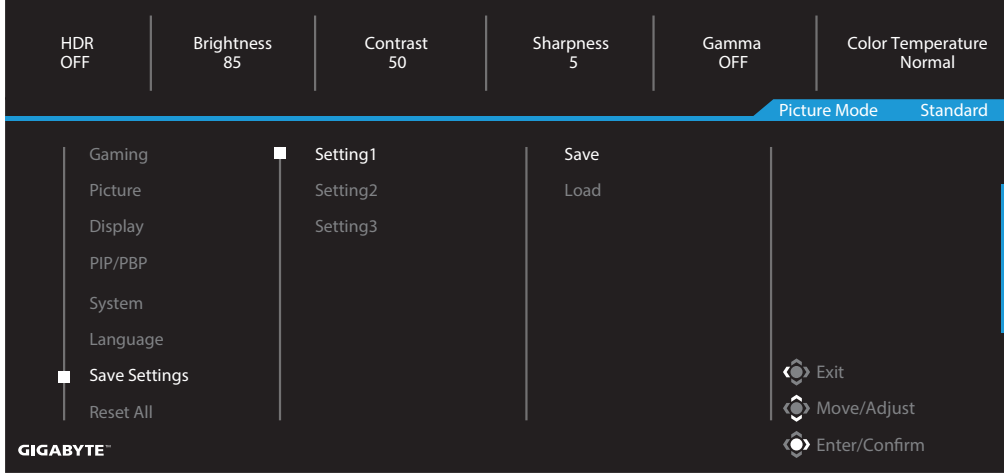 HDR
OFF
Brightness
85
Contrast
50
Sharpness
5
Gamma
OFF
Color Temperature
Normal
Picture Mode Standard
Gaming
Picture
Display
PIP/PBP
System
Language
Save Settings
Reset All
Setting1
Setting2
Setting3
Save
Load
Exit
Move/Adjust
Enter/Confirm
GIGABYTE™